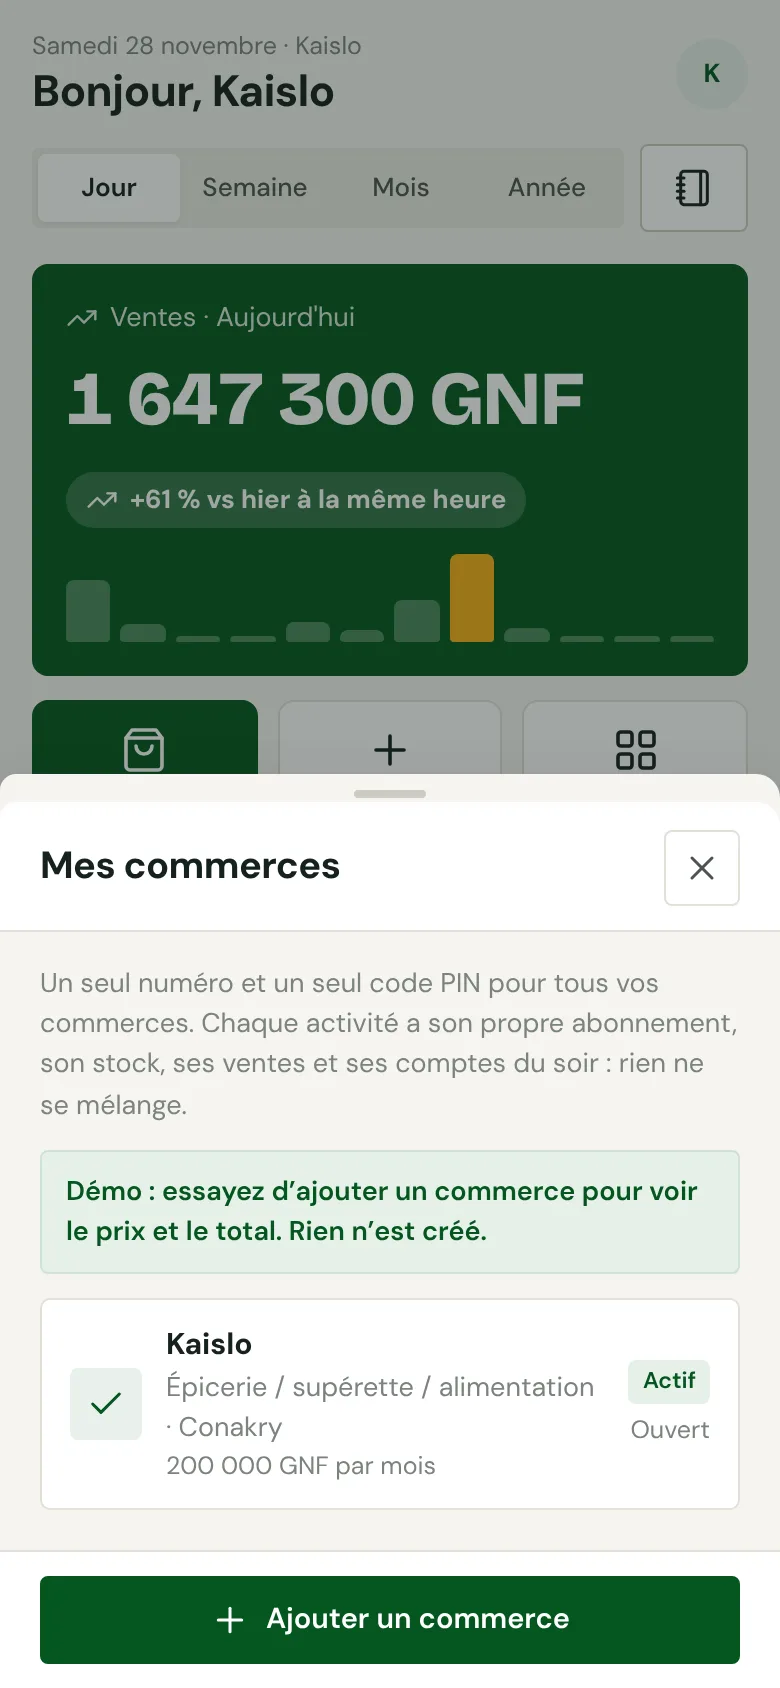 Samedi 28 novembre · Kaislo
Bonjour, Kaislo
K
Jour Semaine Mois Année
Ventes · Aujourd'hui
1 647 300 GNF
+61 % vs hier à la même heure
Mes commerces
Un seul numéro et un seul code PIN pour tous vos
commerces. Chaque activité a son propre abonnement,
son stock, ses ventes et ses comptes du soir : rien ne
se mélange.
Démo : essayez d’ajouter un commerce pour voir
le prix et le total. Rien n’est créé.
Kaislo
Épicerie / supérette / alimentation
· Conakry
200 000 GNF par mois
Actif
Ouvert
Ajouter un commerce